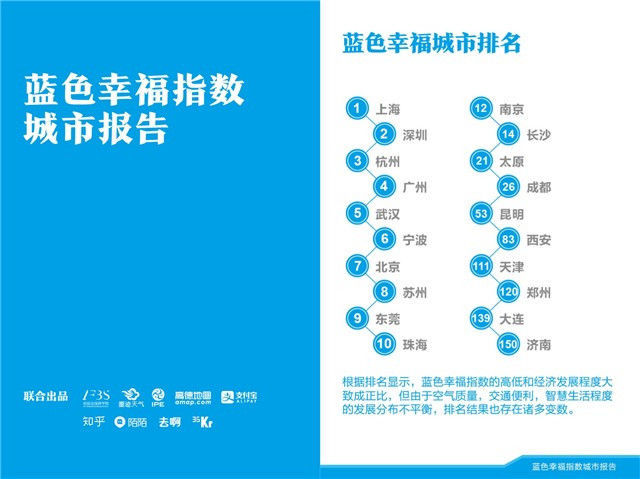 蓝色幸福指数
城市报告
联合出品
IFBS
墨迹天气
IPE
高德地图
amap.com
支付宝
ALIPAY
知乎
陌陌
去啊
36Kr
蓝色幸福城市排名
1 上海
2 深圳
3 杭州
4 广州
5 武汉
6 宁波
7 北京
8 苏州
9 东莞
10 珠海
12 南京
14 长沙
21 太原
26 成都
53 昆明
83 西安
111 天津
120 郑州
139 大连
150 济南
根据排名显示，蓝色幸福指数的高低和经济发展程度大
致成正比，但由于空气质量，交通便利，智慧生活程度
的发展分布不平衡，排名结果也存在诸多变数。
蓝色幸福指数城市报告